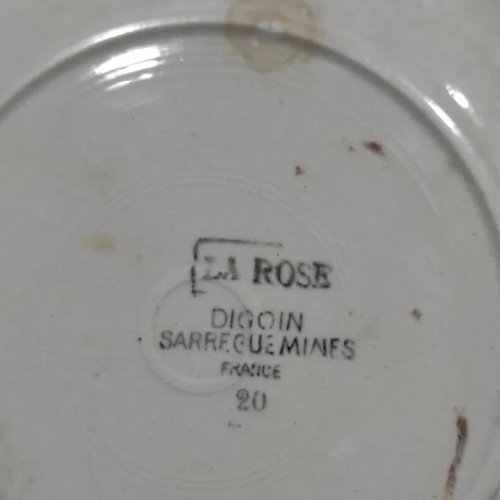 LA ROSE
DIGOIN
SARREGUEMINES
FRANCE
20